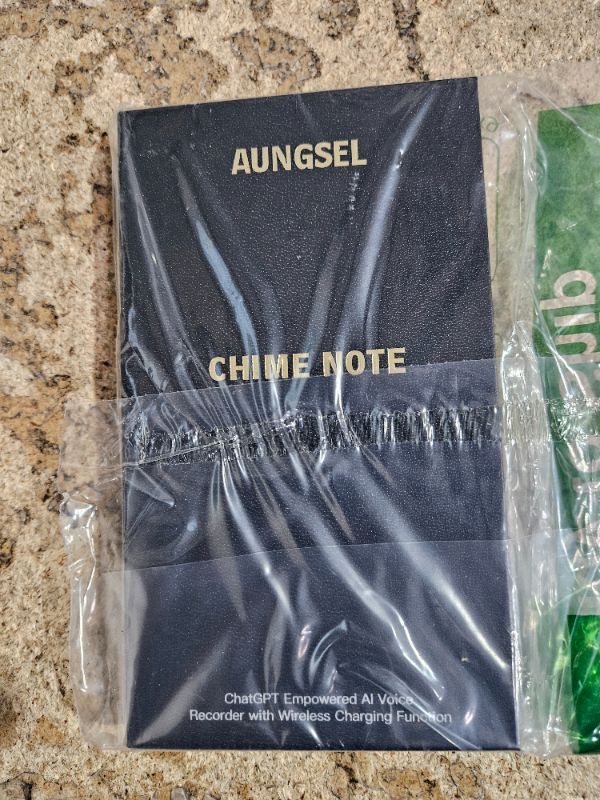 AUNGSEL
CHIME NOTE
ChatGPT Empowered AI Voice
Recorder with Wireless Charging Function